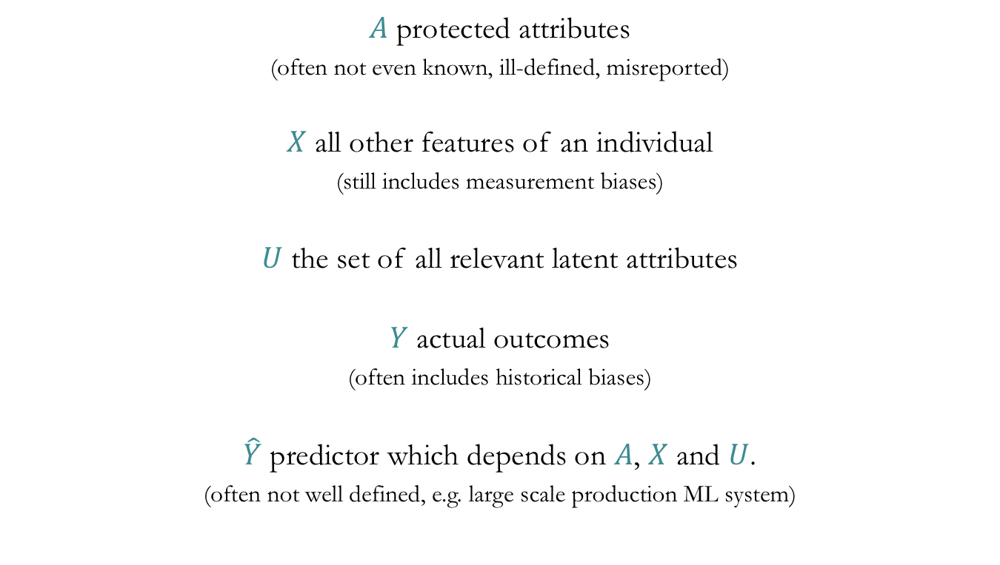 A protected attributes
(often not even known, ill-defined, misreported)
X all other features of an individual
(still includes measurement biases)
U the set of all relevant latent attributes
Y actual outcomes
(often includes historical biases)
Ŷ predictor which depends on A, X and U.
(often not well defined, e.g. large scale production ML system)